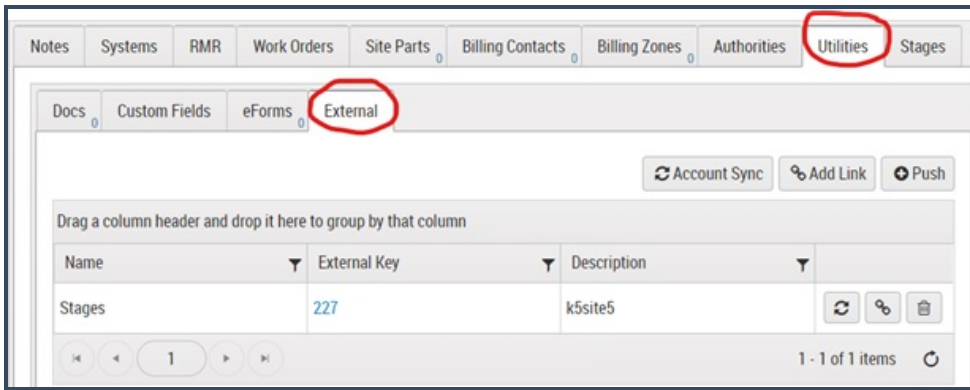 Notes Systems RMR Work Orders Site Parts 0 Billing Contacts 0 Billing Zones 0 Authorities Utilities Stages
Docs 0 Custom Fields eForms 0 External
Account Sync Add Link Push
Drag a column header and drop it here to group by that column
Name External Key Description
Stages 227 k5site5
1 1 - 1 of 1 items